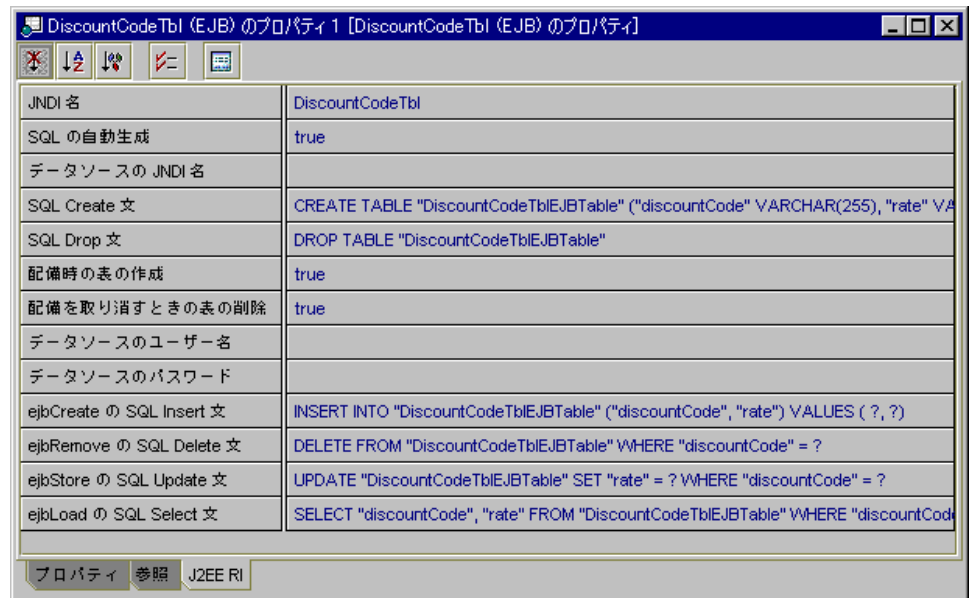 DiscountCodeTbl (EJB) のプロパティ 1 [DiscountCodeTbl (EJB) のプロパティ]
JNDI 名 DiscountCodeTbl
SQL の自動生成 true
データソースの JNDI 名
SQL Create 文 CREATE TABLE "DiscountCodeTblEJBTable" ("discountCode" VARCHAR(255), "rate" VA
SQL Drop 文 DROP TABLE "DiscountCodeTblEJBTable"
配備時の表の作成 true
配備を取り消すときの表の削除 true
データソースのユーザー名
データソースのパスワード
ejbCreate の SQL Insert 文 INSERT INTO "DiscountCodeTblEJBTable" ("discountCode", "rate") VALUES ( ?, ?)
ejbRemove の SQL Delete 文 DELETE FROM "DiscountCodeTblEJBTable" WHERE "discountCode" = ?
ejbStore の SQL Update 文 UPDATE "DiscountCodeTblEJBTable" SET "rate" = ? WHERE "discountCode" = ?
ejbLoad の SQL Select 文 SELECT "discountCode", "rate" FROM "DiscountCodeTblEJBTable" WHERE "discountCod
プロパティ 参照 J2EE RI